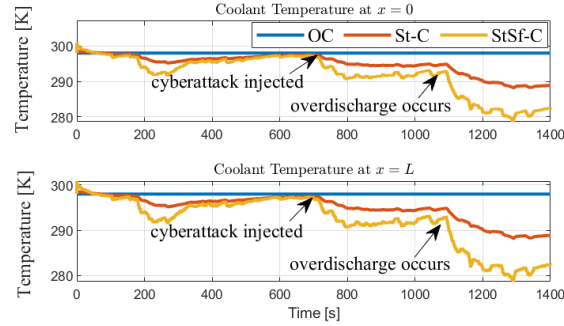 Coolant Temperature at x = 0
OC St-C StSf-C
300
290
280
Temperature [K]
cyberattack injected
overdischarge occurs
0 200 400 600 800 1000 1200 1400
Coolant Temperature at x = L
300
290
280
Temperature [K]
cyberattack injected
overdischarge occurs
0 200 400 600 800 1000 1200 1400
Time [s]